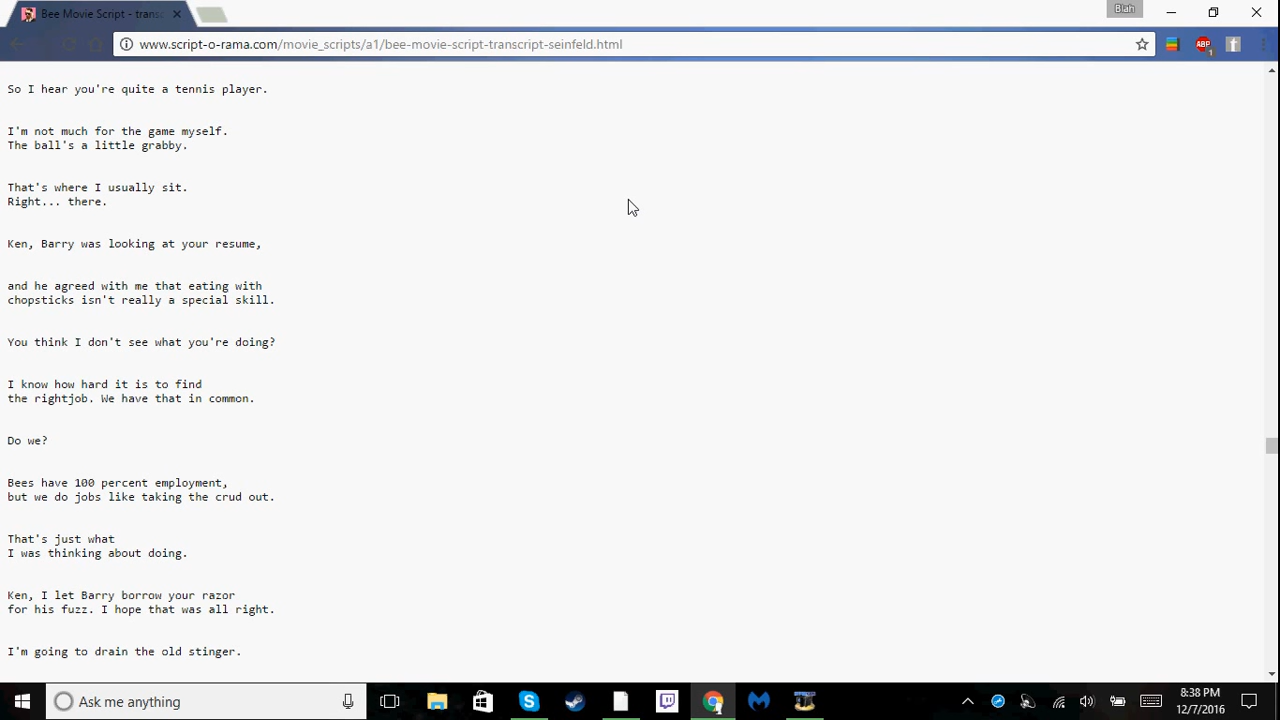 Bee Movie Script - transc
Blah
www.script-o-rama.com/movie_scripts/a1/bee-movie-script-transcript-seinfeld.html
ABP
1
So I hear you're quite a tennis player.
I'm not much for the game myself.
The ball's a little grabby.
That's where I usually sit.
Right... there.
Ken, Barry was looking at your resume,
and he agreed with me that eating with
chopsticks isn't really a special skill.
You think I don't see what you're doing?
I know how hard it is to find
the rightjob. We have that in common.
Do we?
Bees have 100 percent employment,
but we do jobs like taking the crud out.
That's just what
I was thinking about doing.
Ken, I let Barry borrow your razor
for his fuzz. I hope that was all right.
I'm going to drain the old stinger.
Ask me anything
8:38 PM
12/7/2016